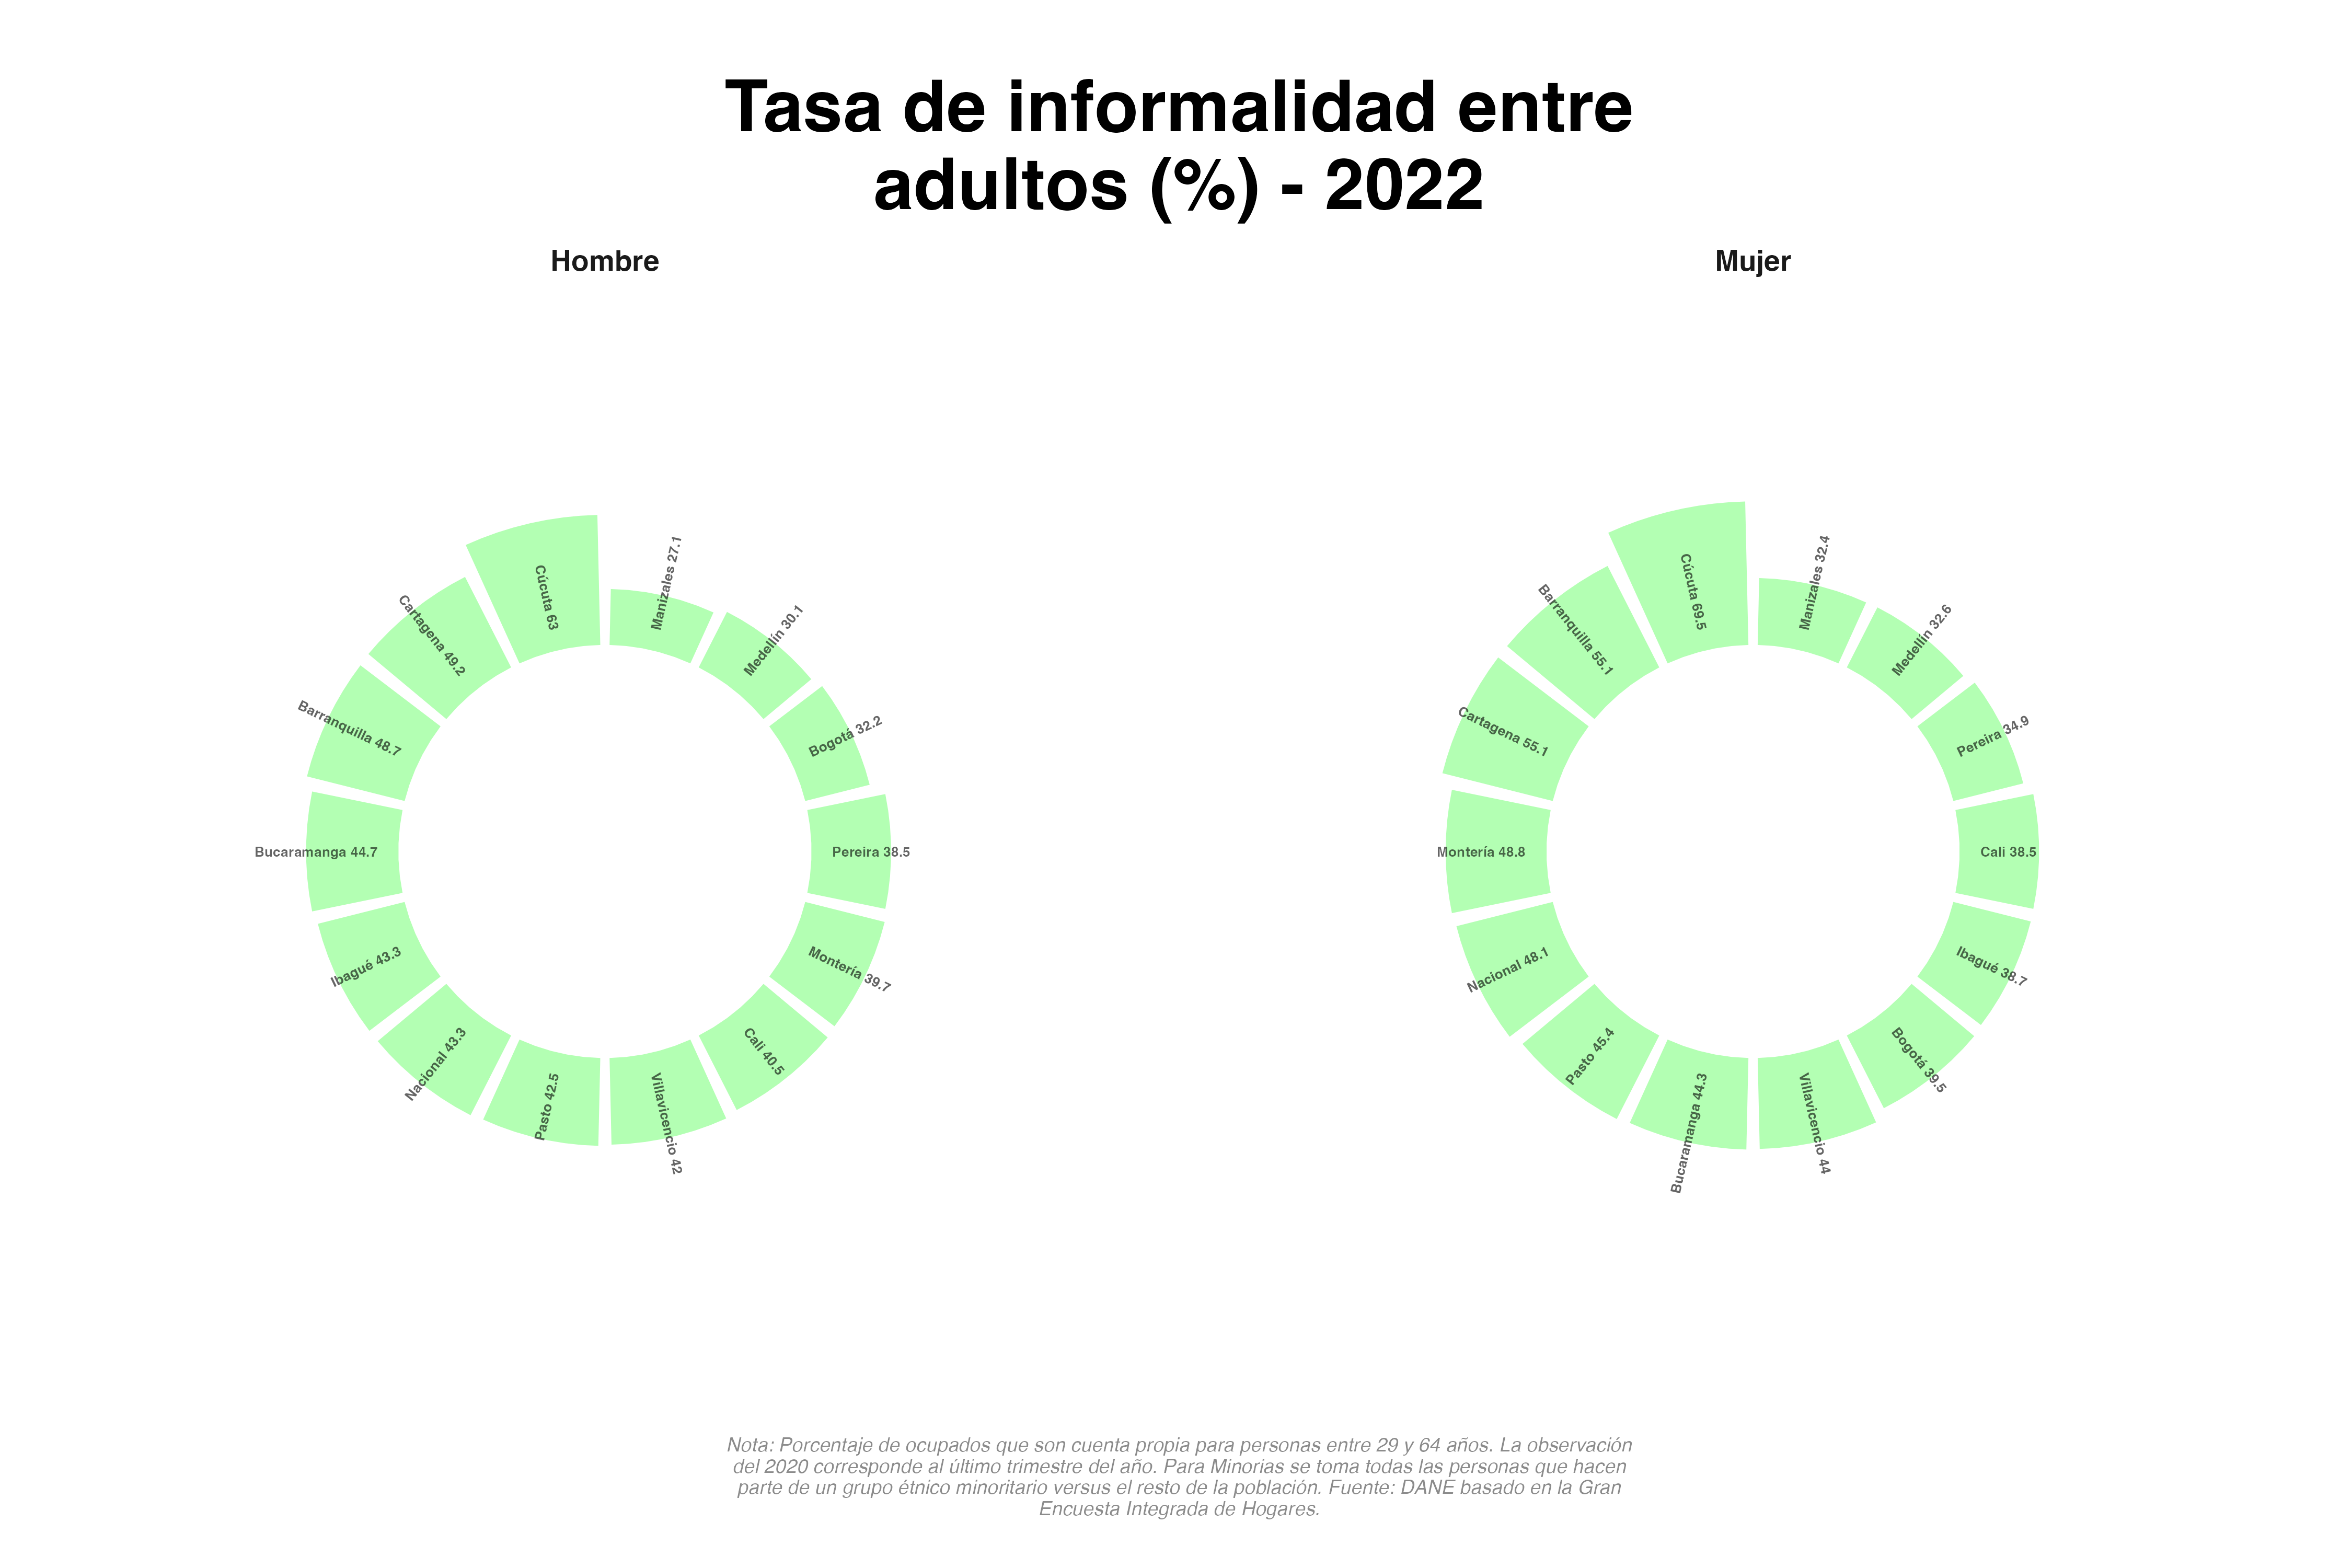 Tasa de informalidad entre
adultos (%) - 2022
Hombre
Manizales 27.1
Medellín 30.1
Bogotá 32.2
Pereira 38.5
Montería 39.7
Cali 40.5
Villavicencio 42
Pasto 42.5
Nacional 43.3
Ibagué 43.3
Bucaramanga 44.7
Barranquilla 48.7
Cartagena 49.2
Cúcuta 63
Mujer
Manizales 32.4
Medellín 32.6
Pereira 34.9
Cali 38.5
Ibagué 38.7
Bogotá 39.5
Villavicencio 44
Bucaramanga 44.3
Pasto 45.4
Nacional 48.1
Montería 48.8
Cartagena 55.1
Barranquilla 55.1
Cúcuta 69.5
Nota: Porcentaje de ocupados que son cuenta propia para personas entre 29 y 64 años. La observación
del 2020 corresponde al último trimestre del año. Para Minorias se toma todas las personas que hacen
parte de un grupo étnico minoritario versus el resto de la población. Fuente: DANE basado en la Gran
Encuesta Integrada de Hogares.